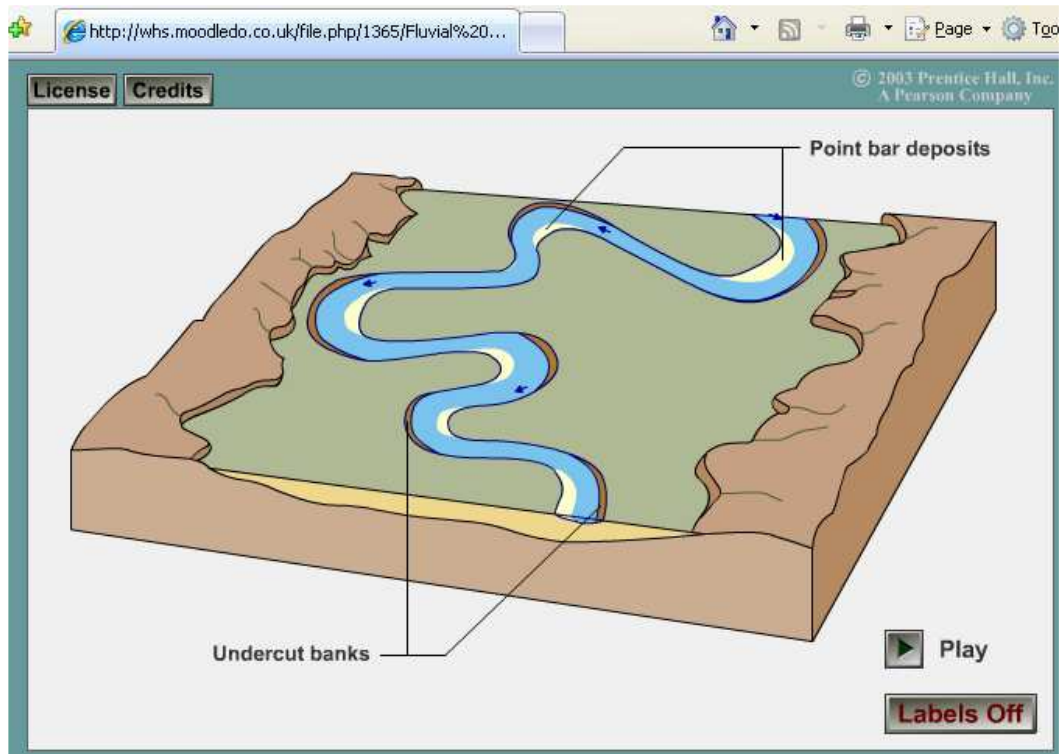 http://whs.moodledo.co.uk/file.php/1365/Fluvial%20...
Page
Too
License
Credits
© 2003 Prentice Hall, Inc.
A Pearson Company
Point bar deposits
Undercut banks
Play
Labels Off